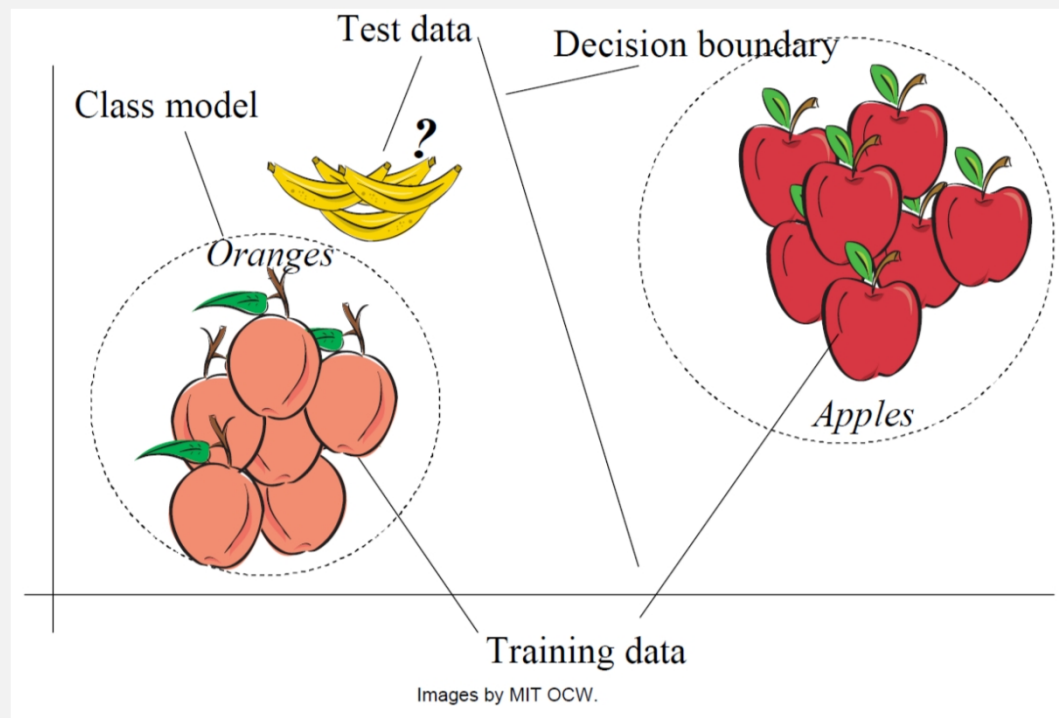 Test data
Decision boundary
Class model
?
Oranges
Apples
Training data
Images by MIT OCW.